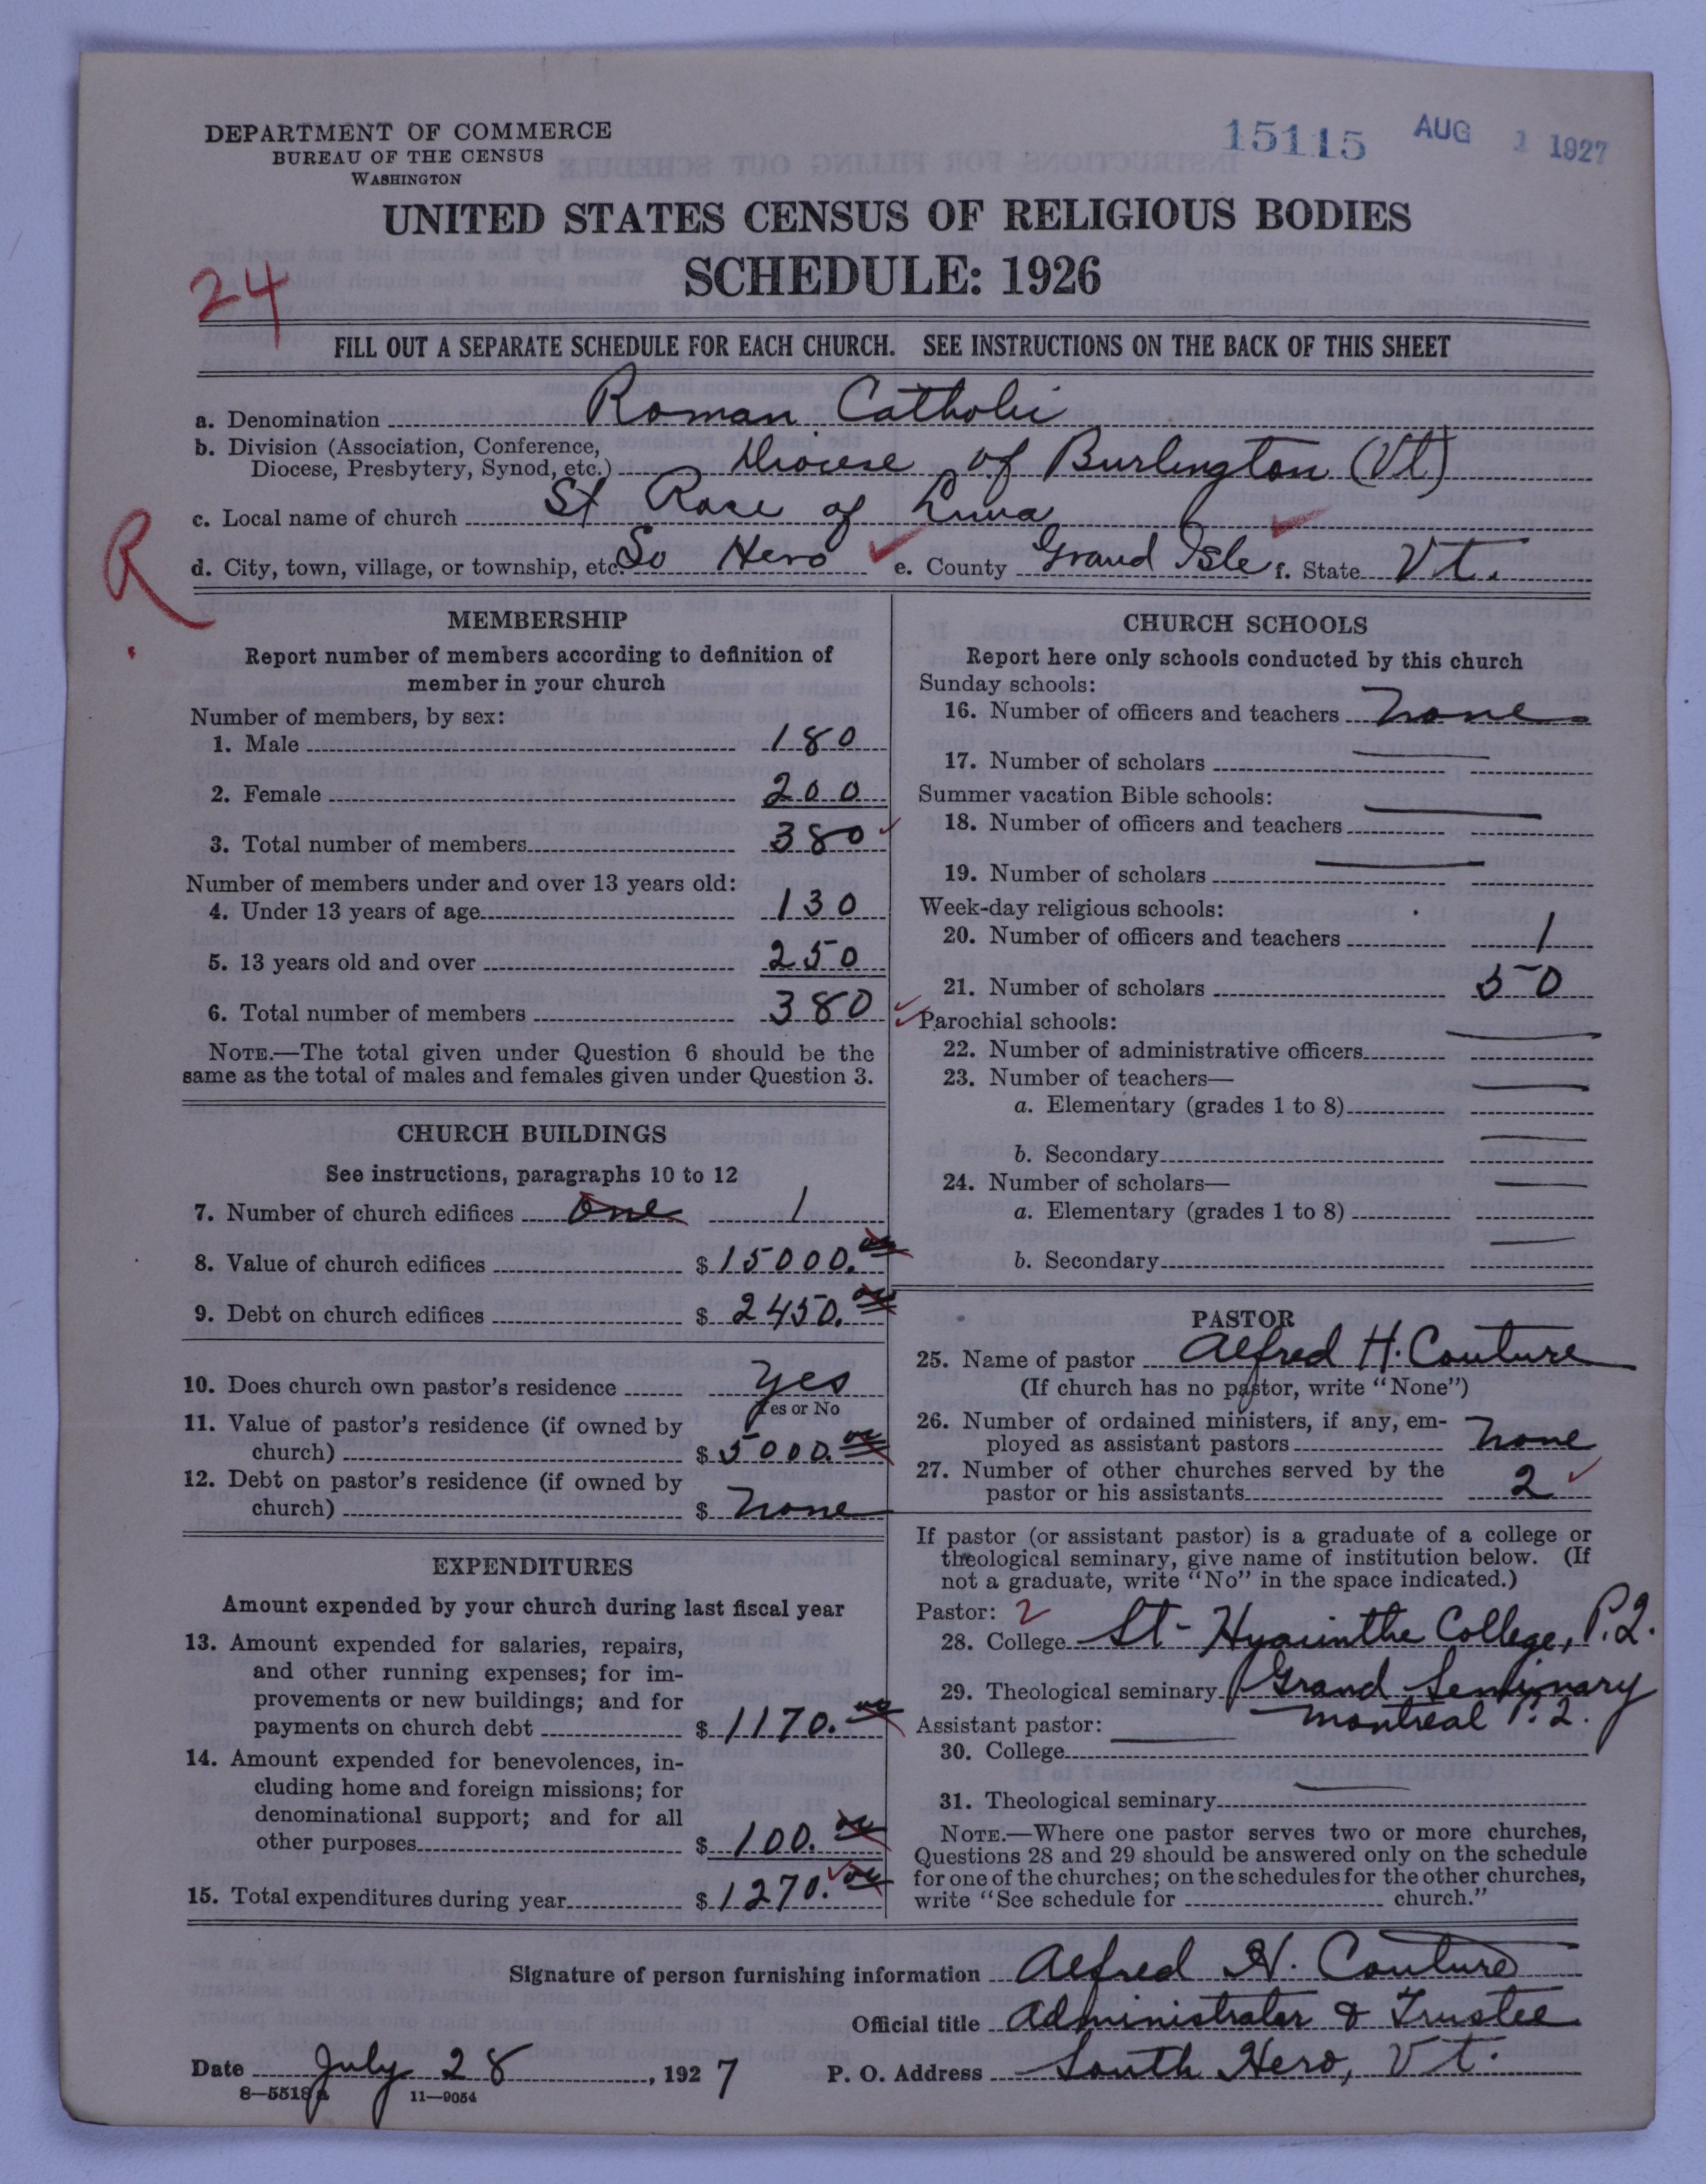 DEPARTMENT OF COMMERCE
BUREAU OF THE CENSUS
WASHINGTON
15115 AUG 1 1927
UNITED STATES CENSUS OF RELIGIOUS BODIES
SCHEDULE: 1926
24
FILL OUT A SEPARATE SCHEDULE FOR EACH CHURCH. SEE INSTRUCTIONS ON THE BACK OF THIS SHEET
a. Denomination Roman Catholic
b. Division (Association, Conference,
Diocese, Presbytery, Synod, etc.) Diocese of Burlington (Vt)
c. Local name of church St Rose of Lima
R.
d. City, town, village, or township, etc. So Hero e. County Grand Isle f. State Vt.
MEMBERSHIP
Report number of members according to definition of
member in your church
Number of members, by sex:
1. Male 180
2. Female 200
3. Total number of members 380
Number of members under and over 13 years old:
4. Under 13 years of age 130
5. 13 years old and over 250
6. Total number of members 380
NOTE.—The total given under Question 6 should be the
same as the total of males and females given under Question 3.
CHURCH BUILDINGS
See instructions, paragraphs 10 to 12
7. Number of church edifices One 1
8. Value of church edifices $ 15000.
9. Debt on church edifices $ 2450.
10. Does church own pastor's residence Yes
Yes or No
11. Value of pastor's residence (if owned by
church) $ 5000.
12. Debt on pastor's residence (if owned by
church) $ None
EXPENDITURES
Amount expended by your church during last fiscal year
13. Amount expended for salaries, repairs,
and other running expenses; for im-
provements or new buildings; and for
payments on church debt $ 1170.
14. Amount expended for benevolences, in-
cluding home and foreign missions; for
denominational support; and for all
other purposes $ 100.
15. Total expenditures during year $ 1270.
CHURCH SCHOOLS
Report here only schools conducted by this church
Sunday schools:
16. Number of officers and teachers None
17. Number of scholars
Summer vacation Bible schools:
18. Number of officers and teachers
19. Number of scholars
Week-day religious schools:
20. Number of officers and teachers 1
21. Number of scholars 50
Parochial schools:
22. Number of administrative officers
23. Number of teachers—
a. Elementary (grades 1 to 8)
b. Secondary
24. Number of scholars—
a. Elementary (grades 1 to 8)
b. Secondary
PASTOR
25. Name of pastor Alfred H. Couture
(If church has no pastor, write "None")
26. Number of ordained ministers, if any, em-
ployed as assistant pastors None
27. Number of other churches served by the
pastor or his assistants 2
If pastor (or assistant pastor) is a graduate of a college or
theological seminary, give name of institution below. (If
not a graduate, write "No" in the space indicated.)
Pastor: 2
28. College St-Hyacinthe College, P.Q.
29. Theological seminary Grand Seminary
Montreal P.Q.
Assistant pastor:
30. College
31. Theological seminary
NOTE.—Where one pastor serves two or more churches,
Questions 28 and 29 should be answered only on the schedule
for one of the churches; on the schedules for the other churches,
write "See schedule for church."
Signature of person furnishing information Alfred H. Couture
Official title Administrator & Trustee
Date July 28, 1927 P. O. Address South Hero, Vt.
8—5518a 11—9054